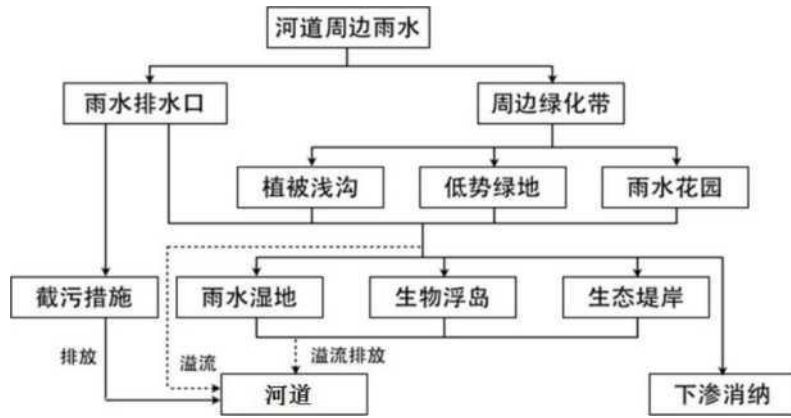 河道周边雨水
雨水排水口
周边绿化带
植被浅沟
低势绿地
雨水花园
截污措施
雨水湿地
生物浮岛
生态堤岸
排放
溢流
溢流排放
河道
下渗消纳